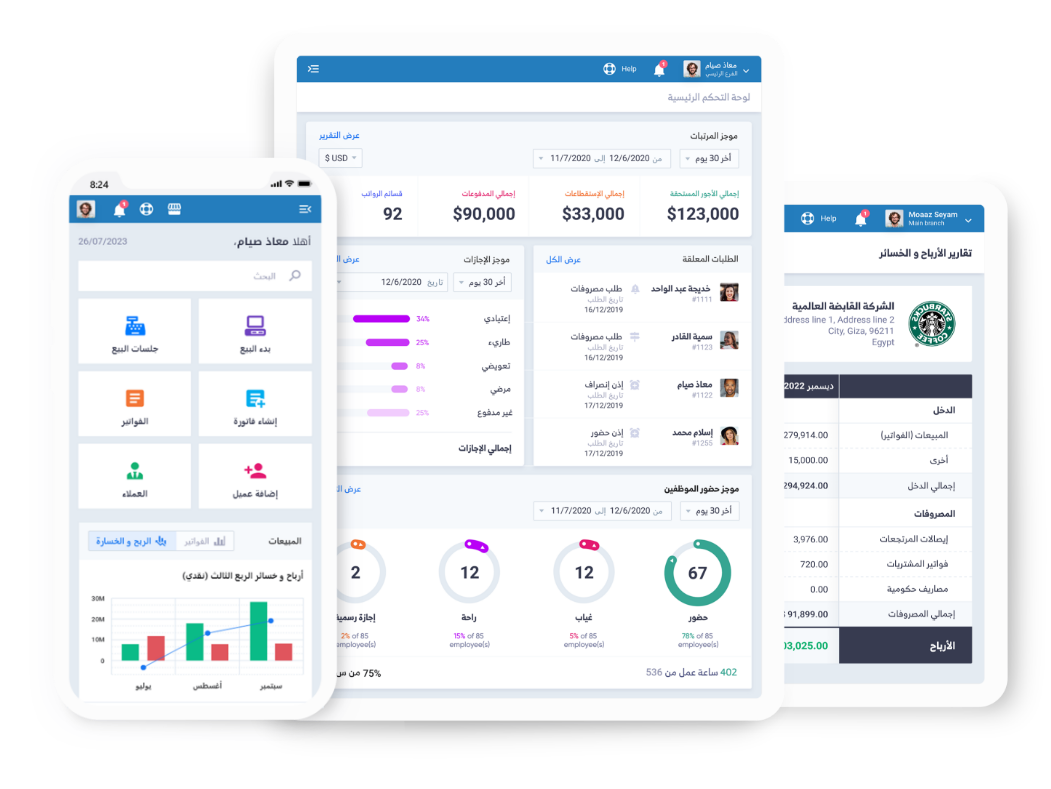 8:24
26/07/2023
أهلا معاذ صيام،
البحث
بدء البيع
جلسات البيع
إنشاء فاتورة
الفواتير
إضافة عميل
العملاء
المبيعات
الفواتير
الربح و الخسارة
أرباح و خسائر الربع الثالث (نقدي)
30M
20M
10M
0
يوليو
أغسطس
سبتمبر
معاذ صيام
الفرع الرئيسي
1
Help
لوحة التحكم الرئيسية
موجز المرتبات
عرض التقرير
أخر 30 يوم
من 12/6/2020 إلى 11/7/2020
$ USD
إجمالي الأجور المستحقة
$123,000
إجمالي الإستقطاعات
$33,000
إجمالي المدفوعات
$90,000
قسائم الرواتب
92
الطلبات المعلقة
عرض الكل
خديجة عبد الواحد
#1111
طلب مصروفات
تاريخ الطلب
16/12/2019
سمية القادر
#1123
طلب مصروفات
تاريخ الطلب
16/12/2019
معاذ صيام
#1122
إذن إنصراف
تاريخ الطلب
17/12/2019
إسلام محمد
#1255
إذن حضور
تاريخ الطلب
17/12/2019
موجز الإجازات
عرض
أخر 30 يوم
تاريخ 12/6/2020
إعتيادي
34%
طاريء
25%
تعويضي
8%
مرضي
8%
غير مدفوع
25%
إجمالي الإجازات
موجز حضور الموظفين
عرض
أخر 30 يوم
من 12/6/2020 إلى 11/7/2020
67
حضور
78% of 85
employee(s)
12
غياب
5% of 85
employee(s)
12
راحة
15% of 85
employee(s)
2
إجازة رسمية
2% of 85
employee(s)
402 ساعة عمل من 536
75% من
Moaaz Seyam
Main branch
1
Help
تقارير الأرباح و الخسائر
الشركة القابضة العالمية
Address line 1, Address line 2
City, Giza, 96211
Egypt
STARBUCKS
ديسمبر 2022
الدخل
المبيعات (الفواتير)
279,914.00
أخرى
15,000.00
إجمالي الدخل
294,924.00
المصروفات
إيصالات المرتجعات
3,976.00
فواتير المشتريات
720.00
مصاريف حكومية
0.00
إجمالي المصروفات
91,899.00
الأرباح
03,025.00